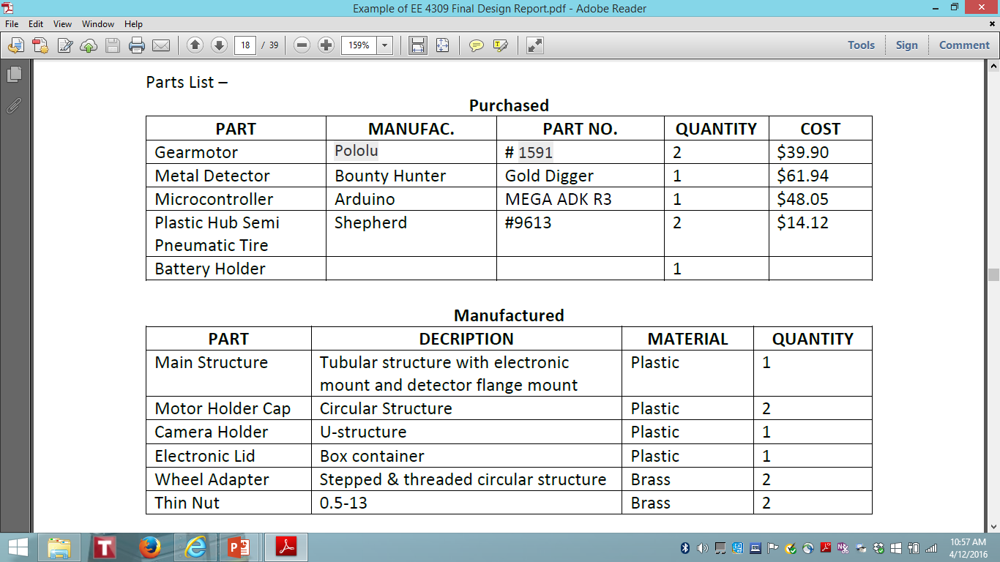 Example of EE 4309 Final Design Report.pdf - Adobe Reader
File Edit View Window Help
18 / 39 159% Tools Sign Comment
Parts List –
Purchased
PART MANUFAC. PART NO. QUANTITY COST
Gearmotor Pololu # 1591 2 $39.90
Metal Detector Bounty Hunter Gold Digger 1 $61.94
Microcontroller Arduino MEGA ADK R3 1 $48.05
Plastic Hub Semi Shepherd #9613 2 $14.12
Pneumatic Tire
Battery Holder 1
Manufactured
PART DECRIPTION MATERIAL QUANTITY
Main Structure Tubular structure with electronic Plastic 1
mount and detector flange mount
Motor Holder Cap Circular Structure Plastic 2
Camera Holder U-structure Plastic 1
Electronic Lid Box container Plastic 1
Wheel Adapter Stepped & threaded circular structure Brass 2
Thin Nut 0.5-13 Brass 2
10:57 AM
4/12/2016